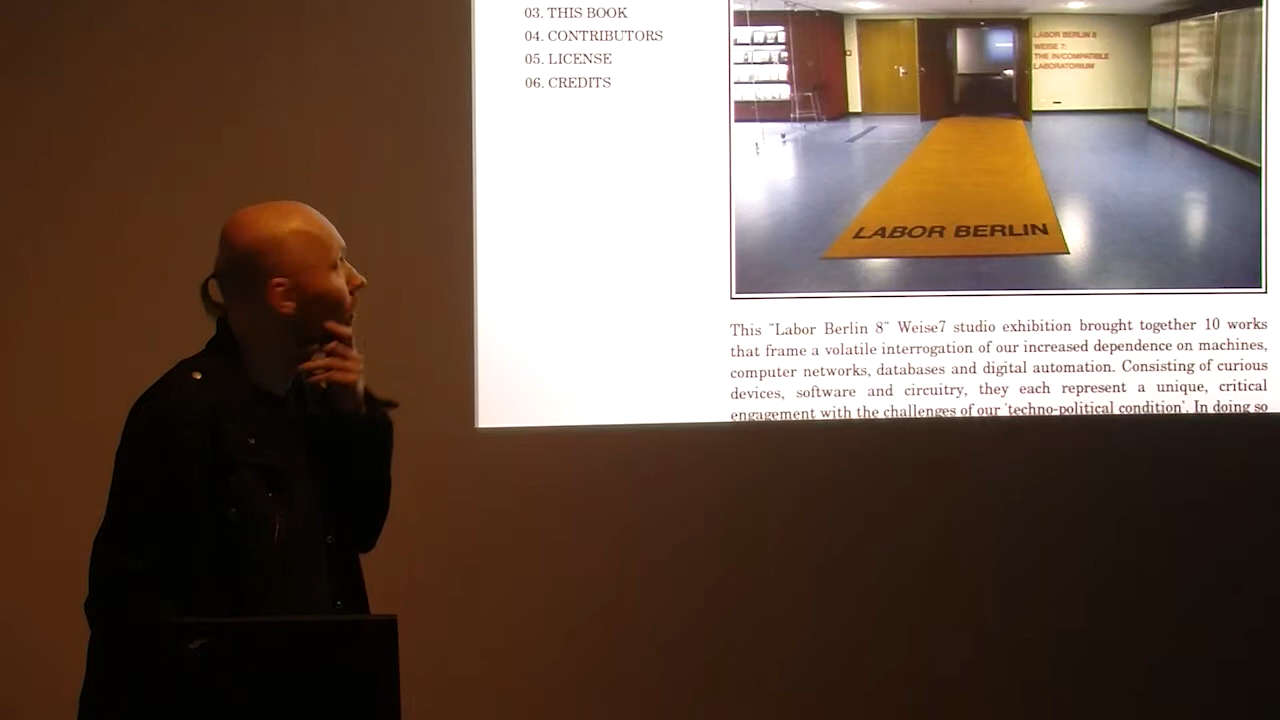 03. THIS BOOK
04. CONTRIBUTORS
05. LICENSE
06. CREDITS
LABOR BERLIN 8
WEISE 7:
THE IN/COMPATIBLE
LABORATORIUM
LABOR BERLIN
This "Labor Berlin 8" Weise7 studio exhibition brought together 10 works
that frame a volatile interrogation of our increased dependence on machines,
computer networks, databases and digital automation. Consisting of curious
devices, software and circuitry, they each represent a unique, critical
engagement with the challenges of our 'techno-political condition'. In doing so